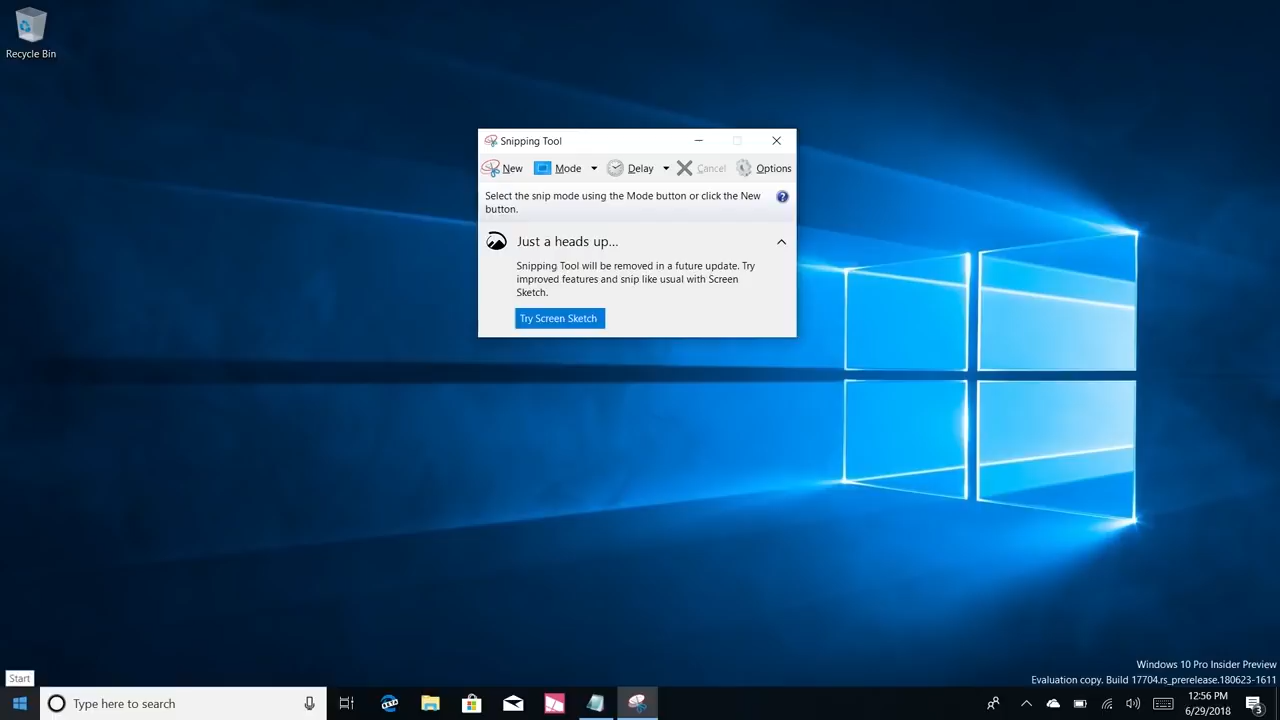 Recycle Bin
Snipping Tool
New Mode Delay Cancel Options
Select the snip mode using the Mode button or click the New
button.
Just a heads up...
Snipping Tool will be removed in a future update. Try
improved features and snip like usual with Screen
Sketch.
Try Screen Sketch
Windows 10 Pro Insider Preview
Evaluation copy. Build 17704.rs_prerelease.180623-1611
Start
Type here to search
12:56 PM
6/29/2018
3